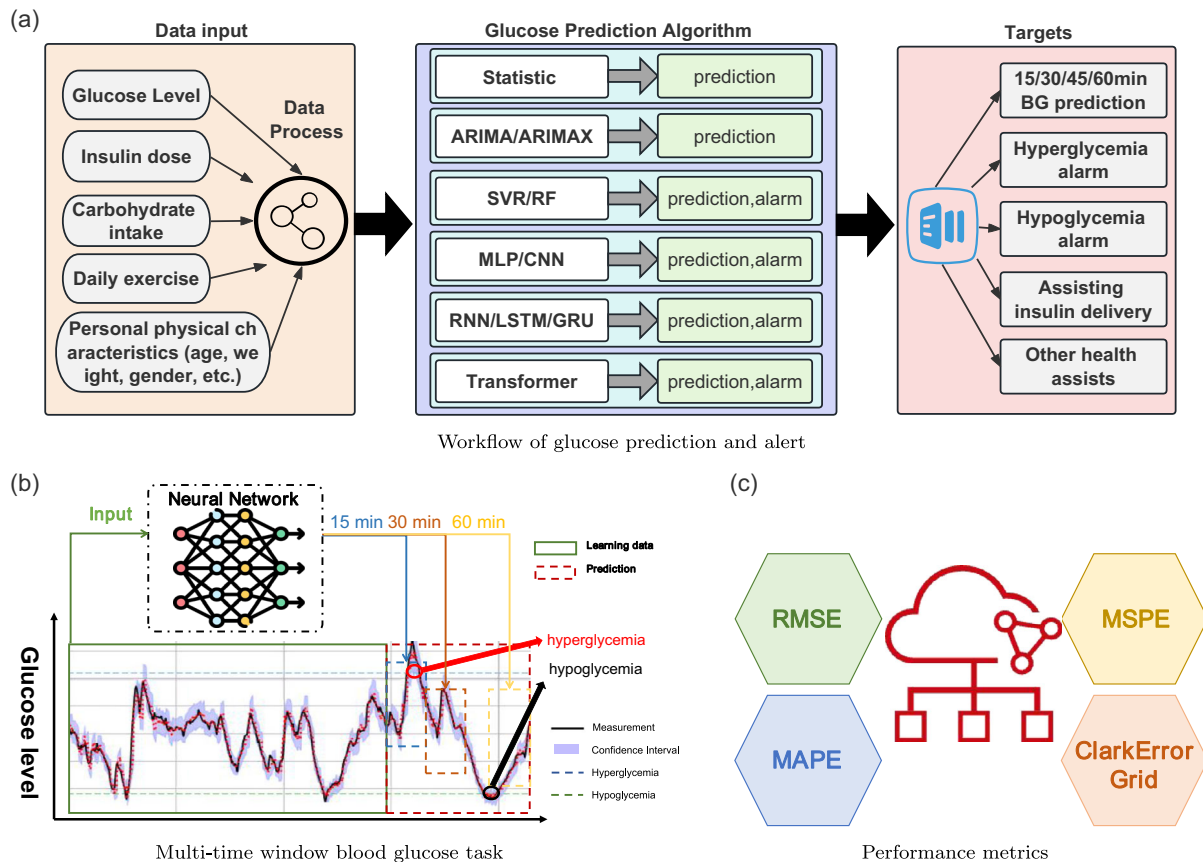 (a)
Data input
Glucose Level
Insulin dose
Carbohydrate
intake
Daily exercise
Personal physical ch
aracteristics (age, we
ight, gender, etc.)
Data
Process
Glucose Prediction Algorithm
Statistic
prediction
ARIMA/ARIMAX
prediction
SVR/RF
prediction,alarm
MLP/CNN
prediction,alarm
RNN/LSTM/GRU
prediction,alarm
Transformer
prediction,alarm
Targets
15/30/45/60min
BG prediction
Hyperglycemia
alarm
Hypoglycemia
alarm
Assisting
insulin delivery
Other health
assists
Workflow of glucose prediction and alert
(b)
Neural Network
Input
15 min
30 min
60 min
Learning data
Prediction
hyperglycemia
hypoglycemia
Glucose level
Measurement
Confidence Interval
Hyperglycemia
Hypoglycemia
Multi-time window blood glucose task
(c)
RMSE
MSPE
MAPE
ClarkError
Grid
Performance metrics